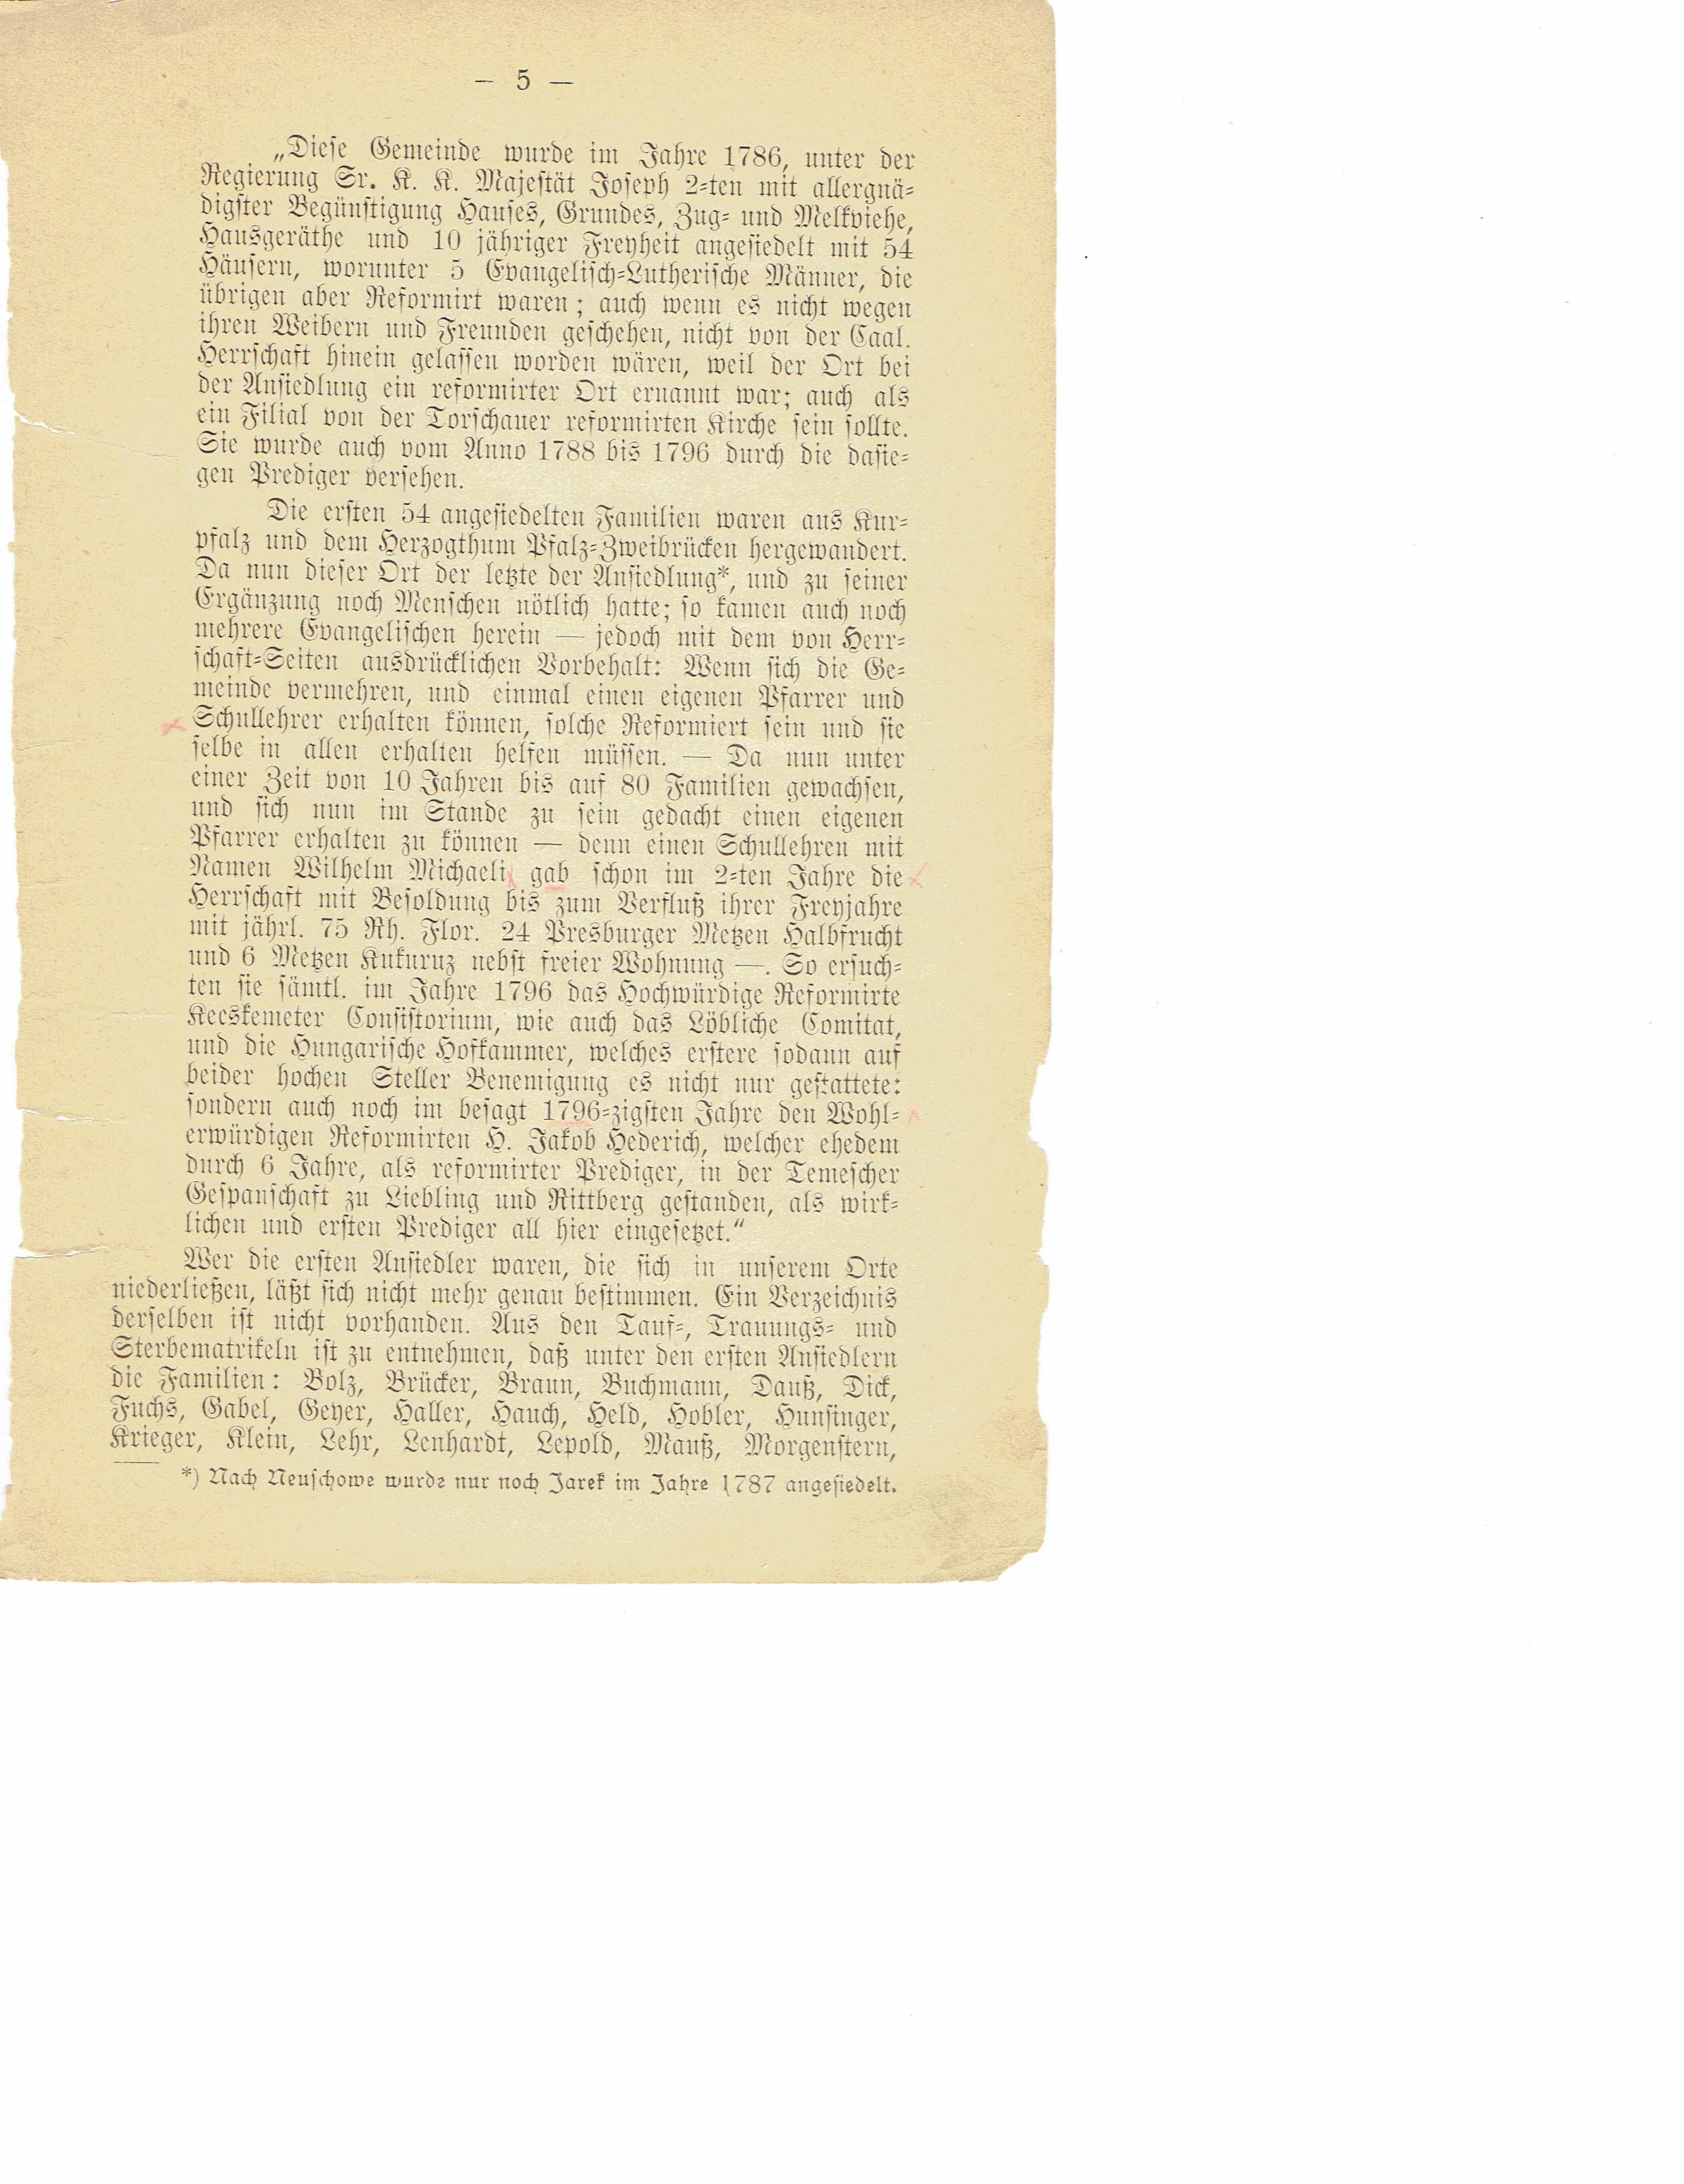 — 5 —
„Diese Gemeinde wurde im Jahre 1786, unter der
Regierung Sr. K. K. Majestät Joseph 2-ten mit allergnä-
digster Begünstigung Hauses, Grundes, Zug- und Melkviehe,
Hausgeräthe und 10 jähriger Freyheit angesiedelt mit 54
Häusern, worunter 5 Evangelisch-Lutherische Männer, die
übrigen aber Reformirt waren; auch wenn es nicht wegen
ihren Weibern und Freunden geschehen, nicht von der Caal.
Herrschaft hinein gelassen worden wären, weil der Ort bei
der Ansiedlung ein reformirter Ort ernannt war; auch als
ein Filial von der Torschauer reformirten Kirche sein sollte.
Sie wurde auch vom Anno 1788 bis 1796 durch die dasie-
gen Prediger versehen.
Die ersten 54 angesiedelten Familien waren aus Kur-
pfalz und dem Herzogthum Pfalz-Zweibrücken hergewandert.
Da nun dieser Ort der letzte der Ansiedlung*, und zu seiner
Ergänzung noch Menschen nötlich hatte; so kamen auch noch
mehrere Evangelischen herein — jedoch mit dem von Herr-
schaft-Seiten ausdrücklichen Vorbehalt: Wenn sich die Ge-
meinde vermehren, und einmal einen eigenen Pfarrer und
Schullehrer erhalten können, solche Reformiert sein und sie
selbe in allen erhalten helfen müssen. — Da nun unter
einer Zeit von 10 Jahren bis auf 80 Familien gewachsen,
und sich nun im Stande zu sein gedacht einen eigenen
Pfarrer erhalten zu können — denn einen Schullehren mit
Namen Wilhelm Michaeli gab schon im 2-ten Jahre die
Herrschaft mit Besoldung bis zum Verfluß ihrer Freyjahre
mit jährl. 75 Rh. Flor. 24 Presburger Metzen Halbfrucht
und 6 Metzen Kukuruz nebst freier Wohnung —. So ersuch-
ten sie sämtl. im Jahre 1796 das Hochwürdige Reformirte
Kecskemeter Consistorium, wie auch das Löbliche Comitat,
und die Hungarische Hofkammer, welches erstere sodann auf
beider hochen Steller Benemigung es nicht nur gestattete:
sondern auch noch im besagt 1796-zigsten Jahre den Wohl-
erwürdigen Reformirten H. Jakob Hederich, welcher ehedem
durch 6 Jahre, als reformirter Prediger, in der Temescher
Gespanschaft zu Liebling und Rittberg gestanden, als wirk-
lichen und ersten Prediger all hier eingesetzet.“
Wer die ersten Ansiedler waren, die sich in unserem Orte
niederließen, läßt sich nicht mehr genau bestimmen. Ein Verzeichnis
derselben ist nicht vorhanden. Aus den Tauf-, Trauungs- und
Sterbematrikeln ist zu entnehmen, daß unter den ersten Ansiedlern
die Familien: Bolz, Brücker, Braun, Buchmann, Dauß, Dick,
Fuchs, Gabel, Geyer, Haller, Hauch, Held, Hobler, Hunsinger,
Krieger, Klein, Lehr, Lenhardt, Lepold, Mauß, Morgenstern,
*) Nach Neuschowe wurde nur noch Jarek im Jahre 1787 angesiedelt.